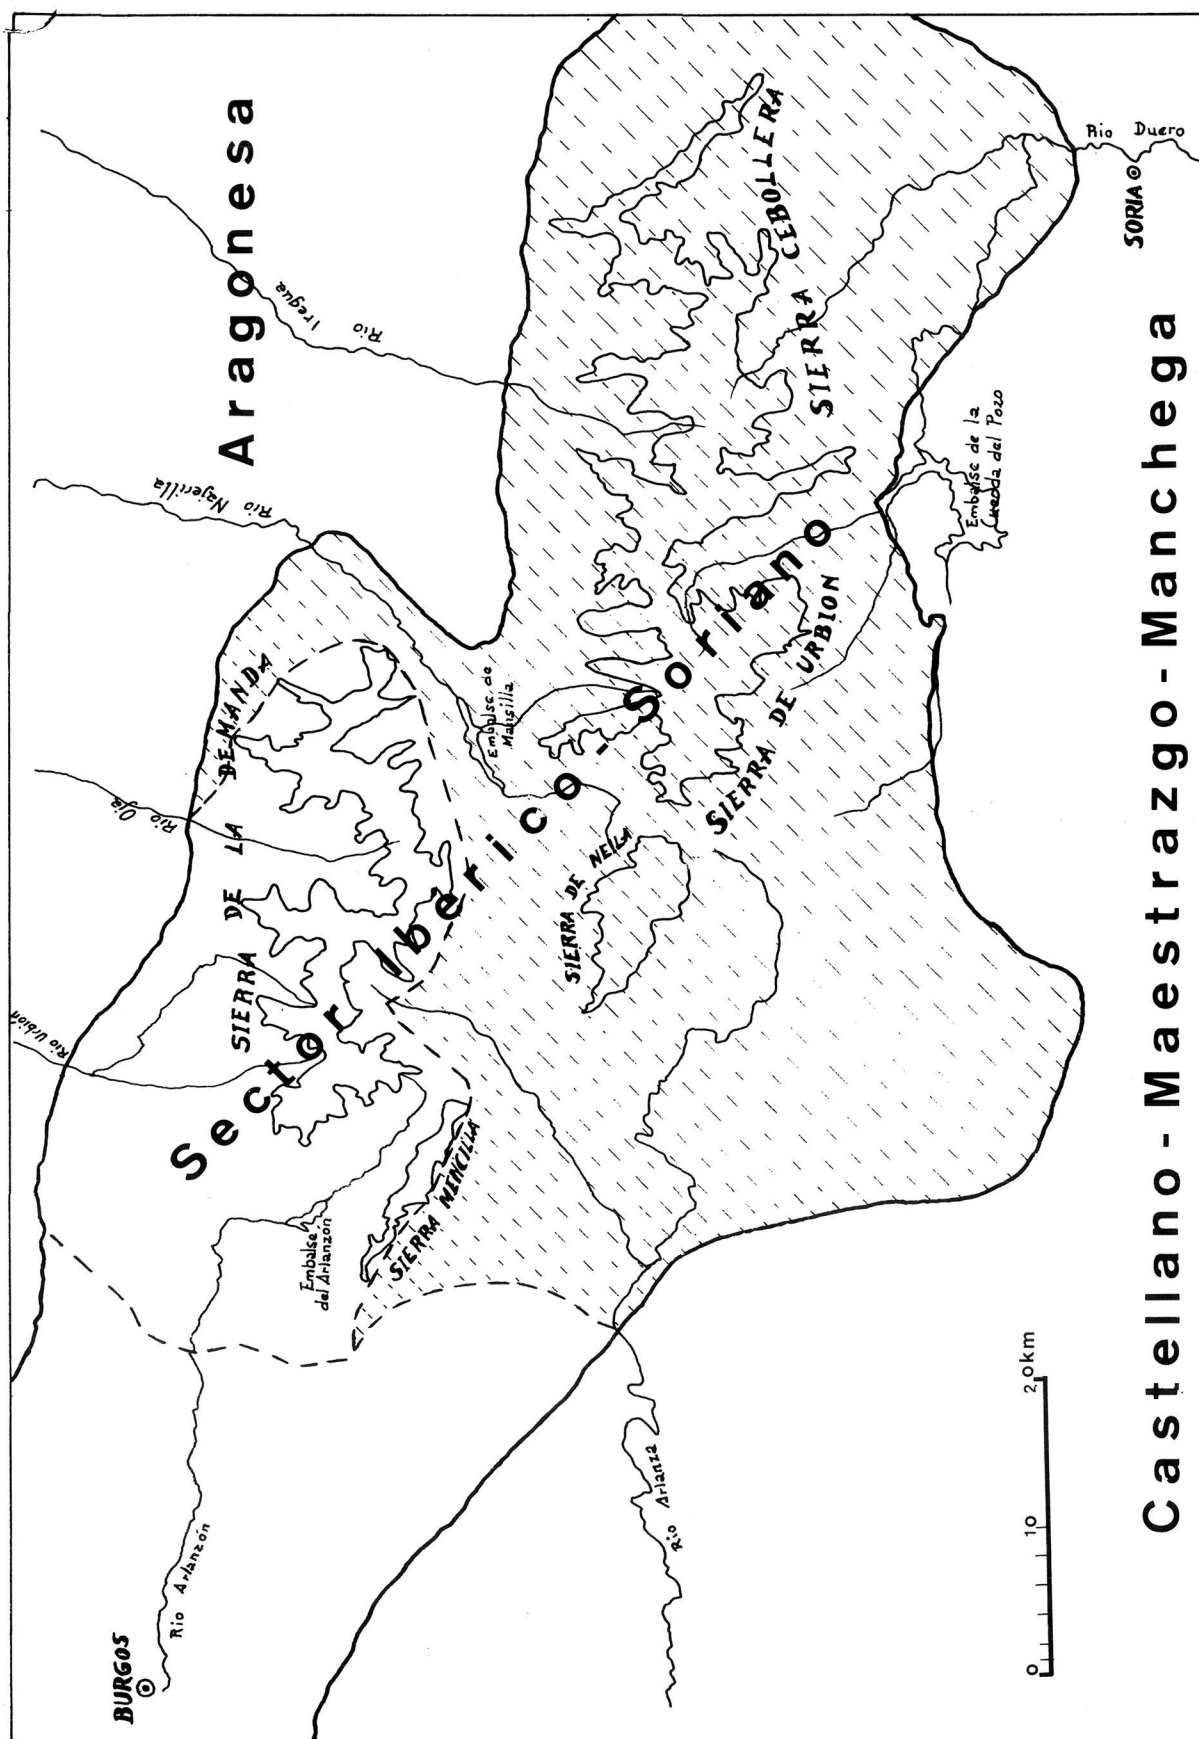 Aragonesa
BURGOS
Rio Arlanzón
Embalse
del Arlanzón
Rio Urbión
Rio Oja
Rio Najerilla
Rio Iregua
SIERRA DE LA DEMANDA
Sector Iberico-Soriano
SIERRA MENCILLA
Embalse de
Mansilla
SIERRA DE NEILA
SIERRA DE URBION
SIERRA CEBOLLERA
Rio Arlanza
Embalse de la
Cuerda del Pozo
Rio Duero
SORIA
0 10 20km
Castellano-Maestrazgo-Manchega